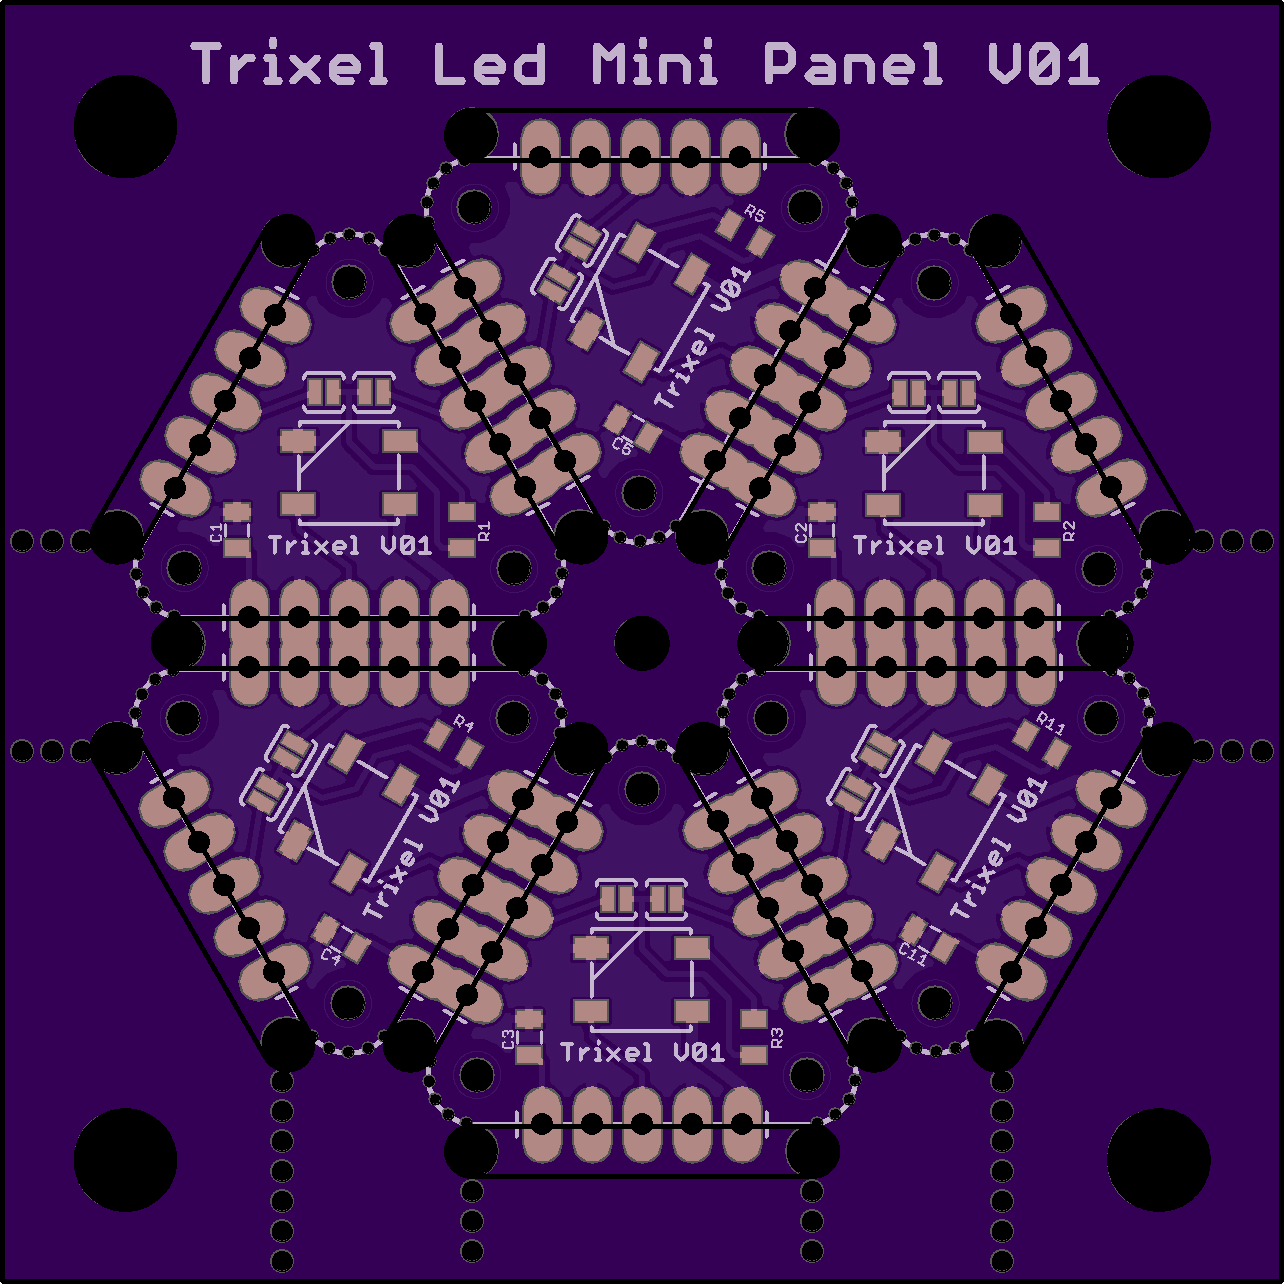 Trixel Led Mini Panel V01
R5
Trixel V01
C5
C1
R1
Trixel V01
C2
R2
Trixel V01
R4
Trixel V01
C4
R11
Trixel V01
C11
C3
R3
Trixel V01